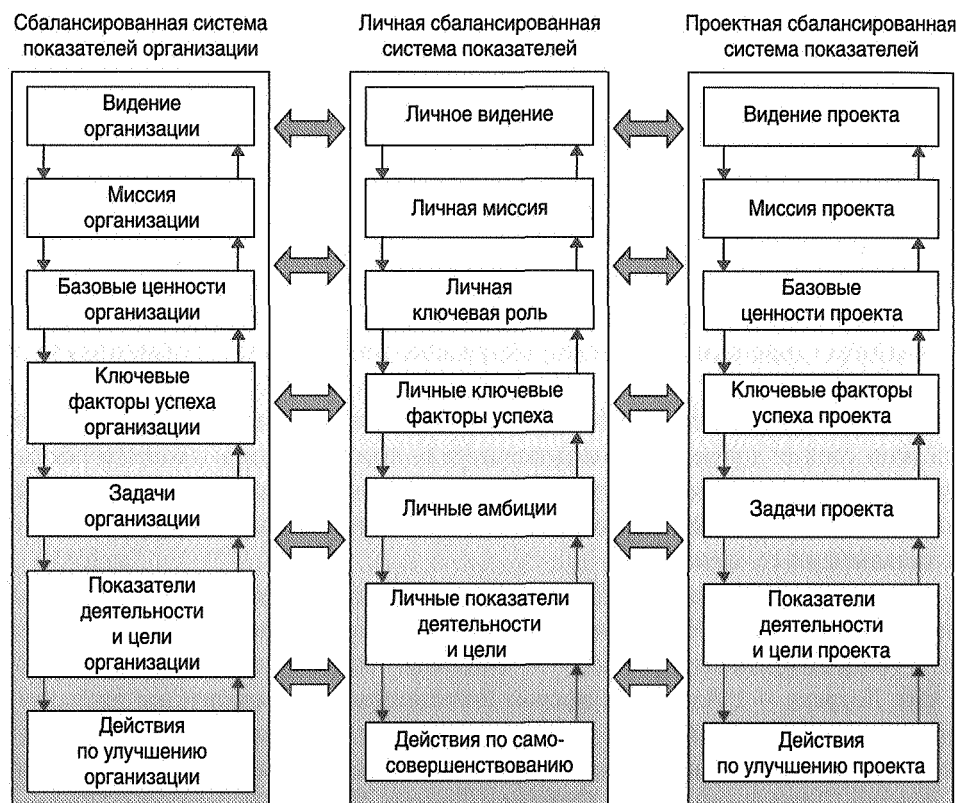 Сбалансированная система
показателей организации
Видение
организации
Миссия
организации
Базовые ценности
организации
Ключевые
факторы успеха
организации
Задачи
организации
Показатели
деятельности
и цели
организации
Действия
по улучшению
организации
Личная сбалансированная
система показателей
Личное видение
Личная миссия
Личная
ключевая роль
Личные ключевые
факторы успеха
Личные амбиции
Личные показатели
деятельности
и цели
Действия по само-
совершенствованию
Проектная сбалансированная
система показателей
Видение проекта
Миссия проекта
Базовые
ценности проекта
Ключевые факторы
успеха проекта
Задачи проекта
Показатели
деятельности
и цели проекта
Действия
по улучшению проекта